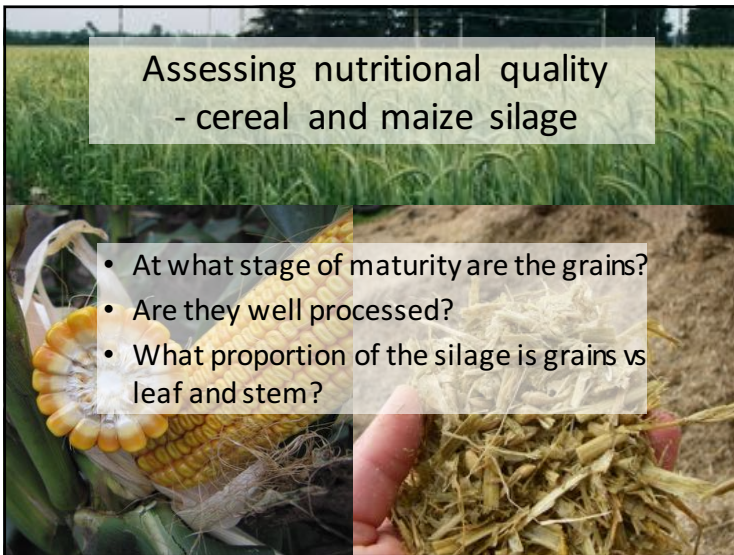 Assessing nutritional quality
- cereal and maize silage
• At what stage of maturity are the grains?
• Are they well processed?
• What proportion of the silage is grains vs
leaf and stem?